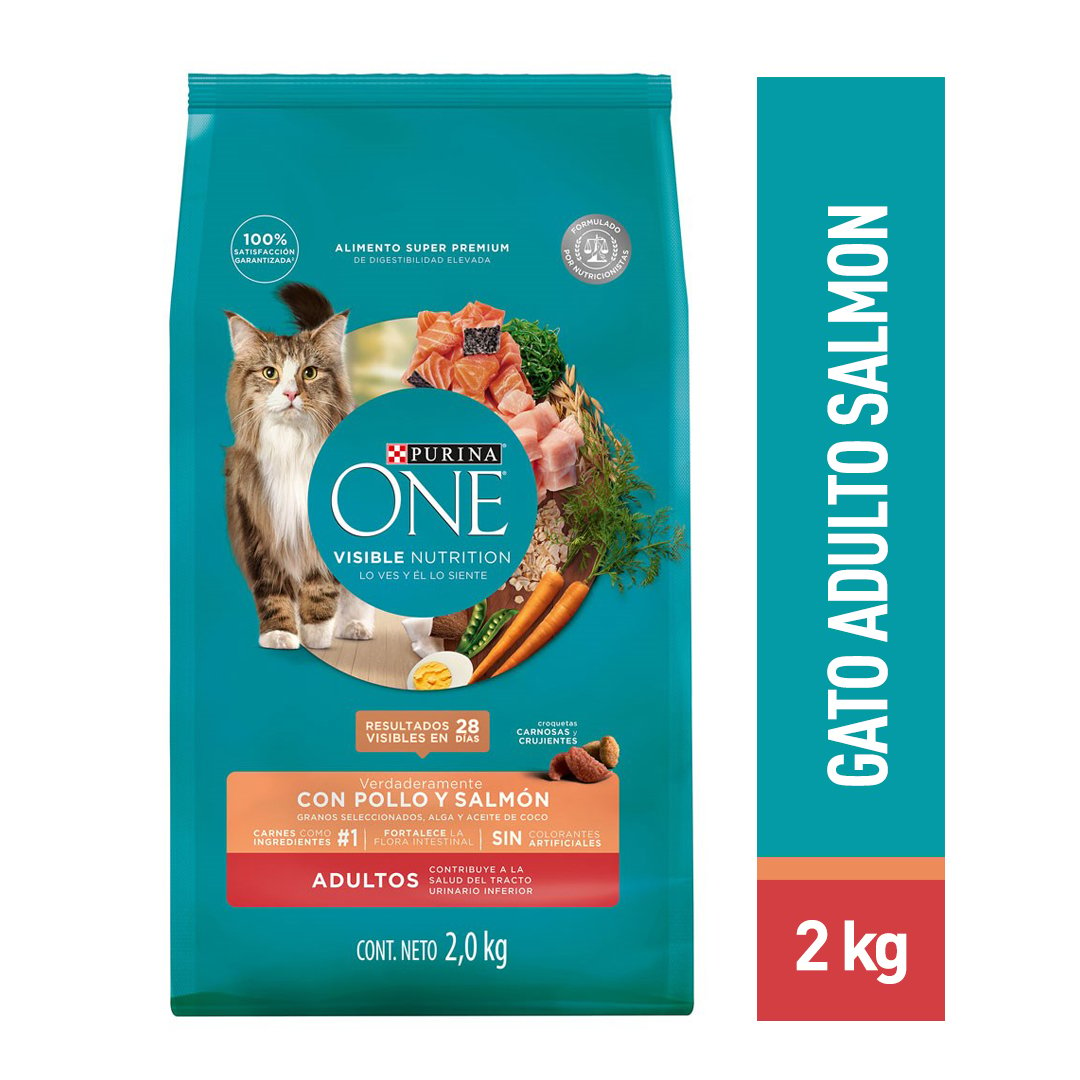 100%
SATISFACCIÓN
GARANTIZADA
ALIMENTO SUPER PREMIUM
DE DIGESTIBILIDAD ELEVADA
FORMULADO
POR NUTRICIONISTAS
PURINA
ONE
VISIBLE NUTRITION
LO VES Y ÉL LO SIENTE
RESULTADOS 28
VISIBLES EN DÍAS
croquetas
CARNOSAS y
CRUJIENTES
Verdaderamente
CON POLLO Y SALMÓN
GRANOS SELECCIONADOS, ALGA Y ACEITE DE COCO
CARNES COMO
INGREDIENTES #1
FORTALECE LA
FLORA INTESTINAL
SIN COLORANTES
ARTIFICIALES
ADULTOS
CONTRIBUYE A LA
SALUD DEL TRACTO
URINARIO INFERIOR
CONT. NETO 2,0 kg
GATO ADULTO SALMON
2 kg